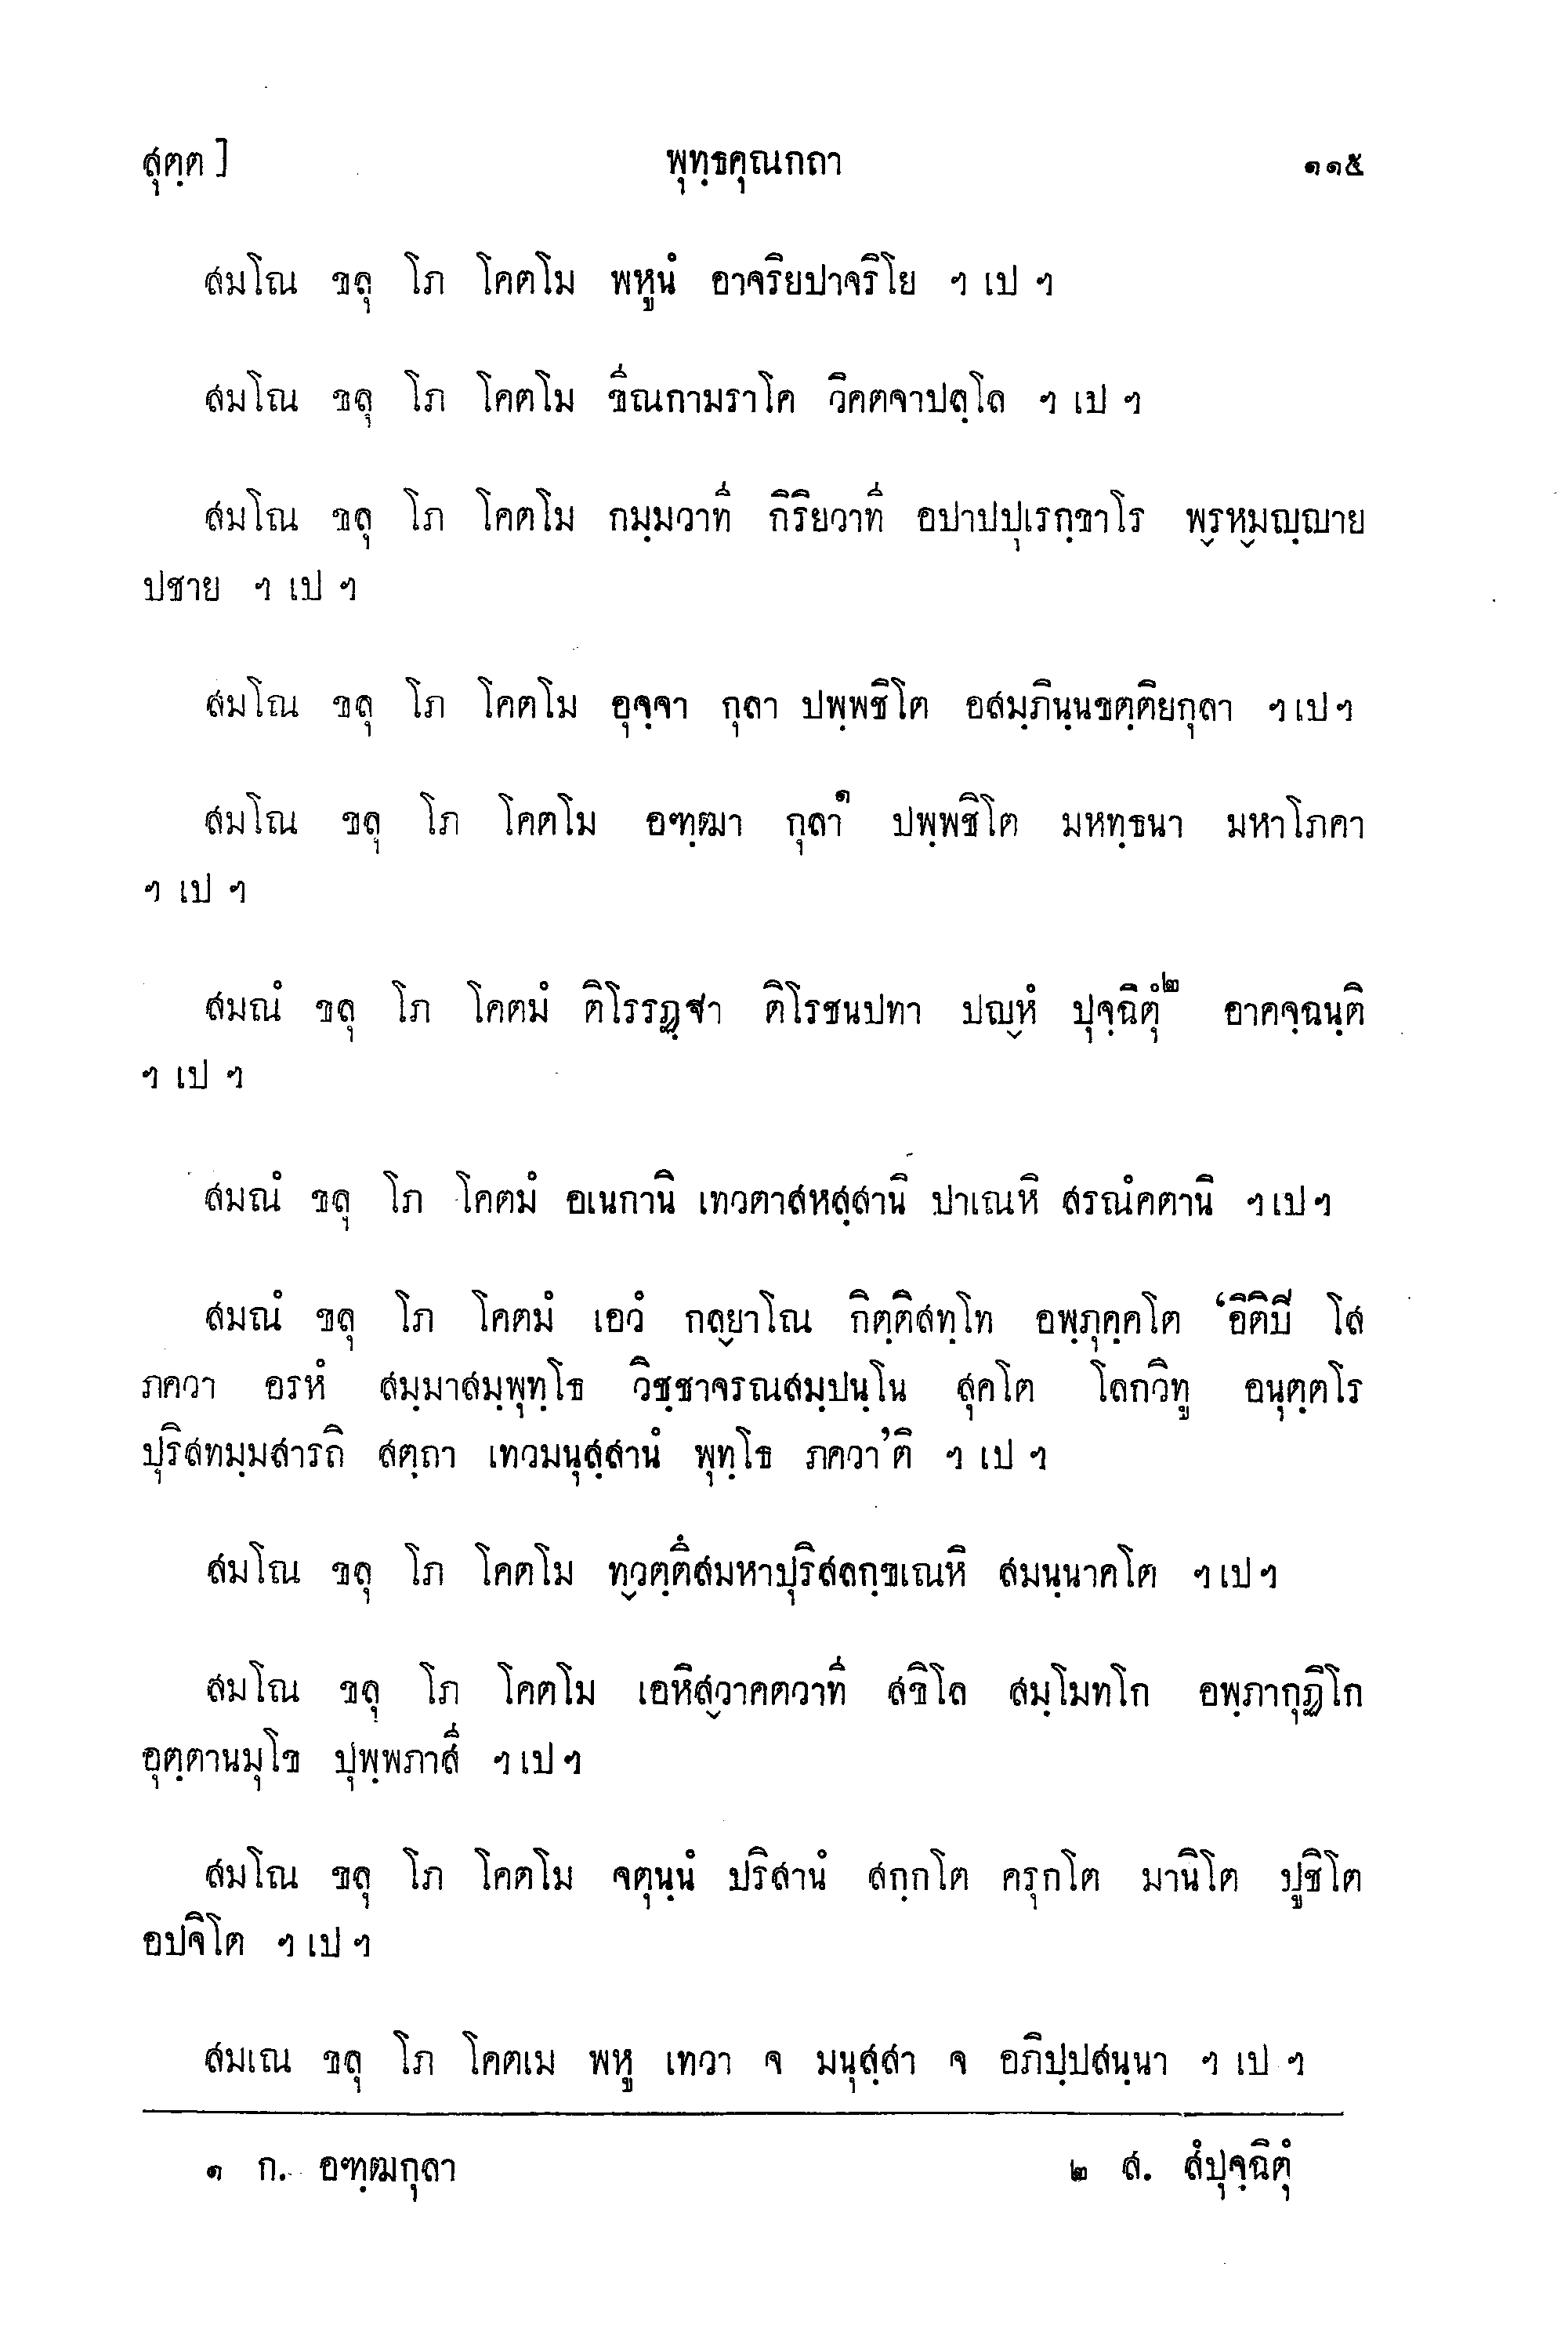 สุตฺต]	พุทฺธคุณกถา	๑๑๕
สมโณ ขลุ โภ โคตโม พหูนํ อาจริยปาจริโย ฯ เป ฯ
สมโณ ขลุ โภ โคตโม ขีณกามราโค วิคตจาปลฺโล ฯ เป ฯ
สมโณ ขลุ โภ โคตโม กมฺมวาที กิริยวาที อปาปปุเรกฺขาโร พฺรหฺมญฺญาย
ปชาย ฯ เป ฯ
สมโณ ขลุ โภ โคตโม อุจฺจา กุลา ปพฺพชิโต อสมฺภินฺนขตฺติยกุลา ฯ เป ฯ
สมโณ ขลุ โภ โคตโม อฑฺฒา กุลา๑ ปพฺพชิโต มหทฺธนา มหาโภคา
ฯ เป ฯ
สมณํ ขลุ โภ โคตมํ ติโรรฏฺฐา ติโรชนปทา ปญฺหํ ปุจฺฉิตุํ๒ อาคจฺฉนฺติ
ฯ เป ฯ
สมณํ ขลุ โภ โคตมํ อเนกานิ เทวตาสหสฺสานิ ปาเณหิ สรณํคตานิ ฯ เป ฯ
สมณํ ขลุ โภ โคตมํ เอวํ กลฺยาโณ กิตฺติสทฺโท อพฺภุคฺคโต ‘อิติปิ โส
ภควา อรหํ สมฺมาสมฺพุทฺโธ วิชฺชาจรณสมฺปนฺโน สุคโต โลกวิทู อนุตฺตโร
ปุริสทมฺมสารถิ สตฺถา เทวมนุสฺสานํ พุทฺโธ ภควา’ติ ฯ เป ฯ
สมโณ ขลุ โภ โคตโม ทฺวตฺตึสมหาปุริสลกฺขเณหิ สมนฺนาคโต ฯ เป ฯ
สมโณ ขลุ โภ โคตโม เอหิสฺวาคตวาที สขิโล สมฺโมทโก อพฺภากุฏิโก
อุตฺตานมุโข ปุพฺพภาสี ฯ เป ฯ
สมโณ ขลุ โภ โคตโม จตุนฺนํ ปริสานํ สกฺกโต ครุกโต มานิโต ปูชิโต
อปจิโต ฯ เป ฯ
สมเณ ขลุ โภ โคตเม พหู เทวา จ มนุสฺสา จ อภิปฺปสนฺนา ฯ เป ฯ
๑ ก. อฑฺฒกุลา	๒ ส. สํปุจฺฉิตุํ